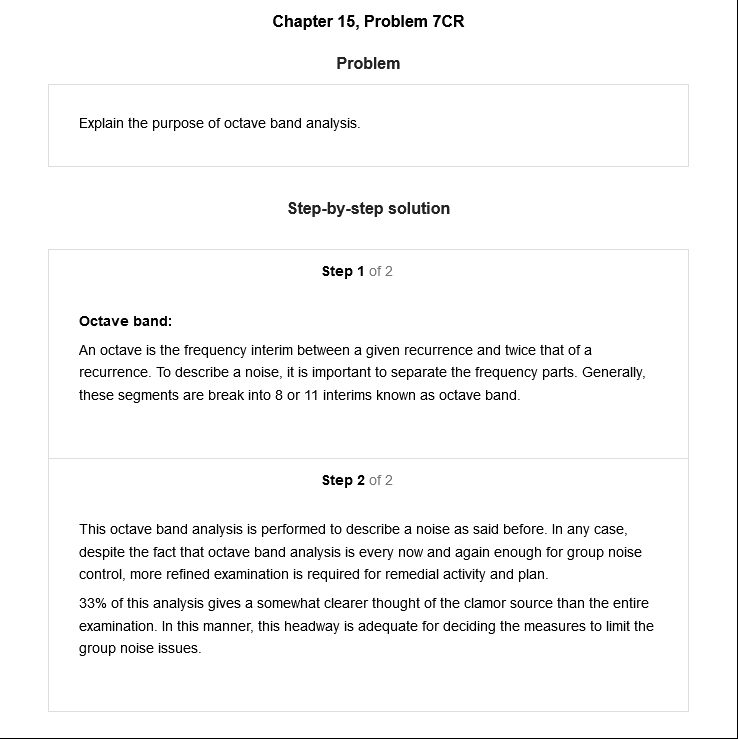 Chapter 15, Problem 7CR
Problem
Explain the purpose of octave band analysis.
Step-by-step solution
Step 1 of 2
Octave band:
An octave is the frequency interim between a given recurrence and twice that of a
recurrence. To describe a noise, it is important to separate the frequency parts. Generally,
these segments are break into 8 or 11 interims known as octave band.
Step 2 of 2
This octave band analysis is performed to describe a noise as said before. In any case,
despite the fact that octave band analysis is every now and again enough for group noise
control, more refined examination is required for remedial activity and plan.
33% of this analysis gives a somewhat clearer thought of the clamor source than the entire
examination. In this manner, this headway is adequate for deciding the measures to limit the
group noise issues.